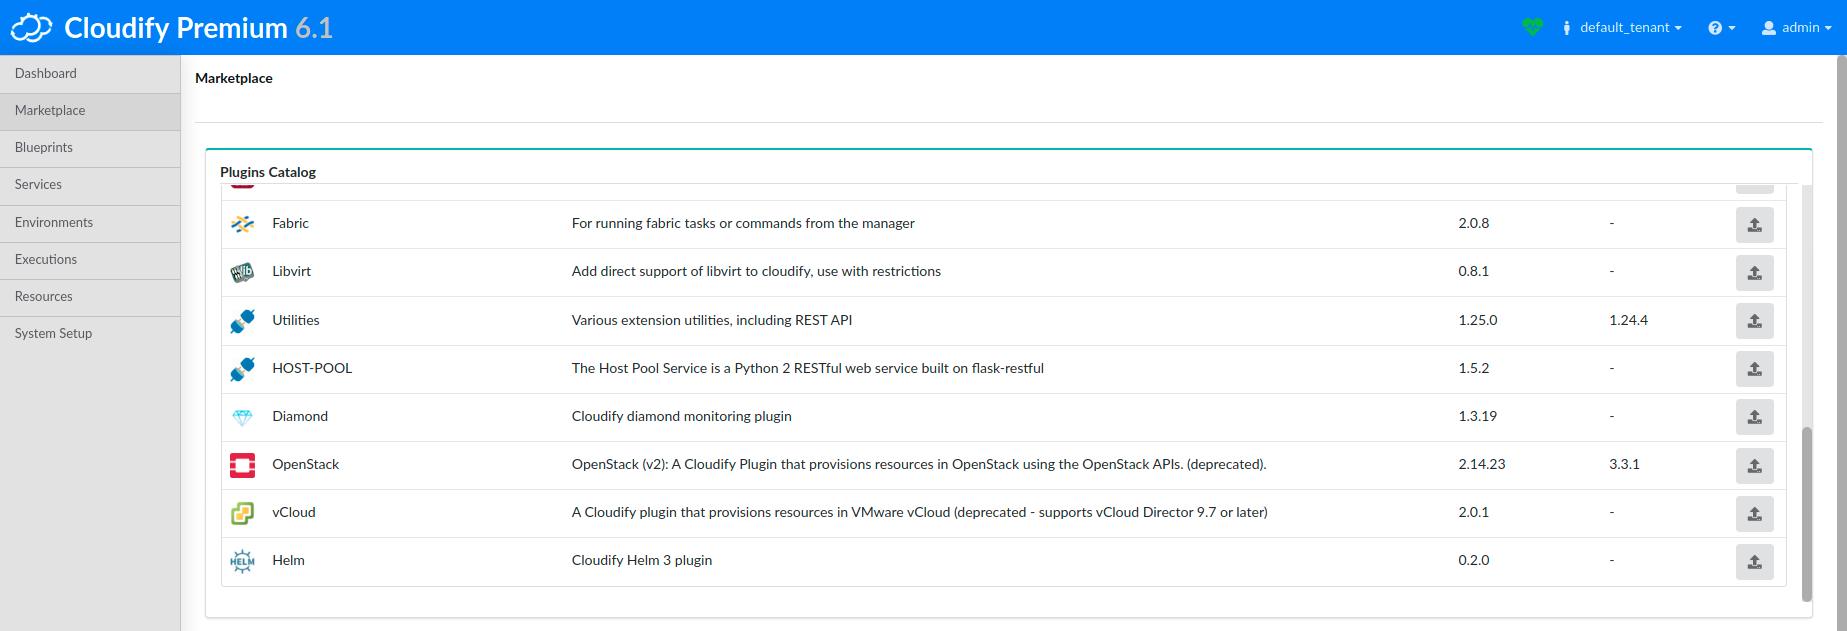 Cloudify Premium 6.1
default_tenant
admin
Dashboard
Marketplace
Blueprints
Services
Environments
Executions
Resources
System Setup
Marketplace
Plugins Catalog
Fabric For running fabric tasks or commands from the manager 2.0.8 -
Libvirt Add direct support of libvirt to cloudify, use with restrictions 0.8.1 -
Utilities Various extension utilities, including REST API 1.25.0 1.24.4
HOST-POOL The Host Pool Service is a Python 2 RESTful web service built on flask-restful 1.5.2 -
Diamond Cloudify diamond monitoring plugin 1.3.19 -
OpenStack OpenStack (v2): A Cloudify Plugin that provisions resources in OpenStack using the OpenStack APIs. (deprecated). 2.14.23 3.3.1
vCloud A Cloudify plugin that provisions resources in VMware vCloud (deprecated - supports vCloud Director 9.7 or later) 2.0.1 -
HELM Helm Cloudify Helm 3 plugin 0.2.0 -